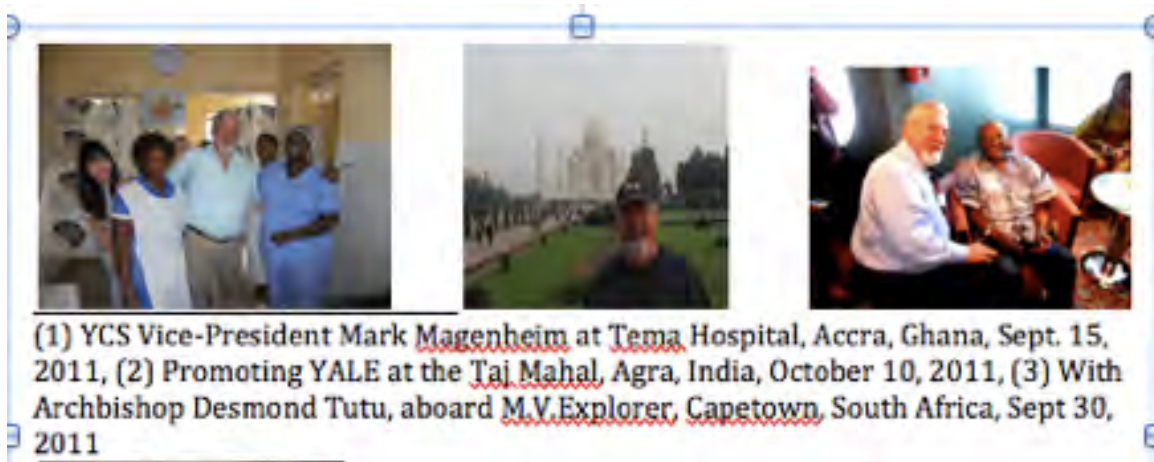 (1) YCS Vice-President Mark Magenheim at Tema Hospital, Accra, Ghana, Sept. 15,
2011, (2) Promoting YALE at the Taj Mahal, Agra, India, October 10, 2011, (3) With
Archbishop Desmond Tutu, aboard M.V.Explorer, Capetown, South Africa, Sept 30,
2011